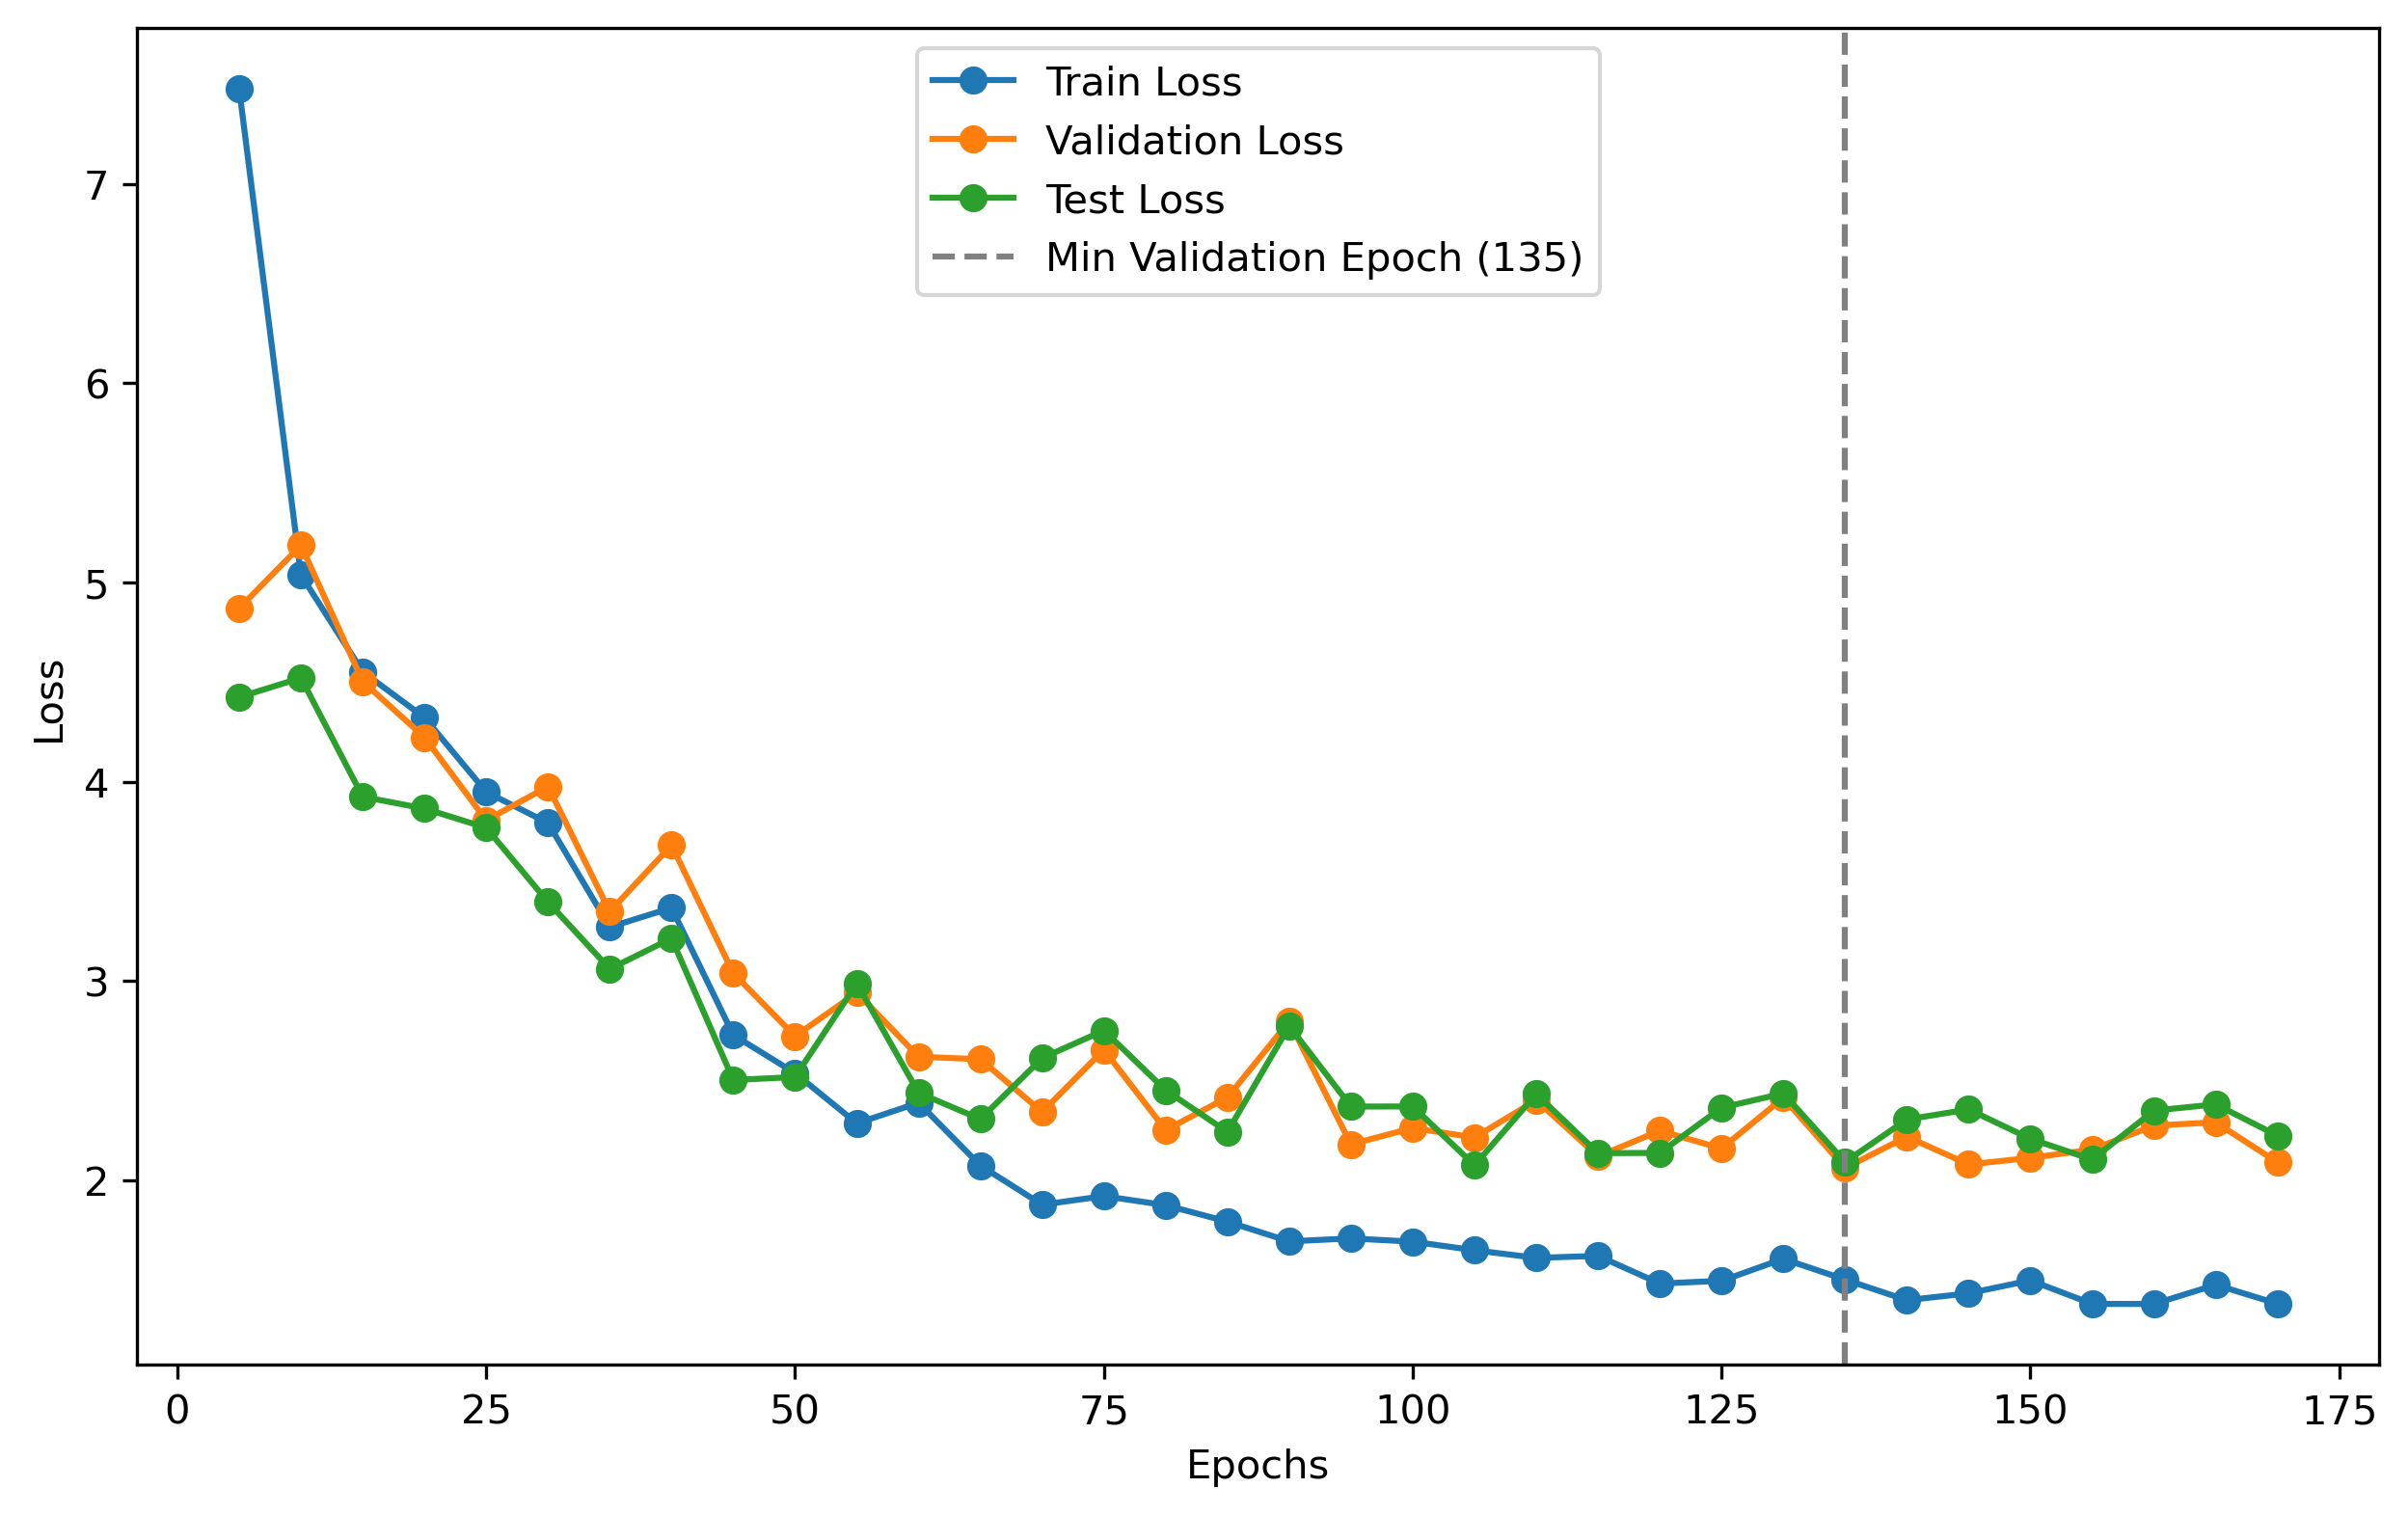 Train Loss
Validation Loss
Test Loss
Min Validation Epoch (135)
7
6
5
4
3
2
Loss
0 25 50 75 100 125 150 175
Epochs